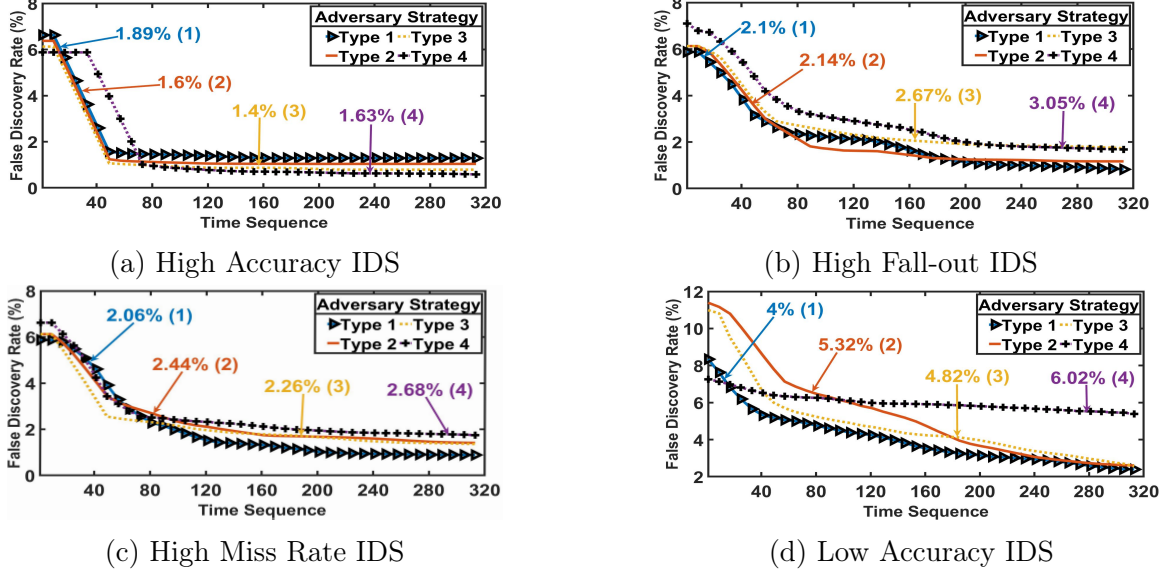 False Discovery Rate (%)
8
6
4
2
0
40 80 120 160 200 240 280 320
Time Sequence
Adversary Strategy
Type 1 Type 3
Type 2 Type 4
1.89% (1)
1.6% (2)
1.4% (3)
1.63% (4)
(a) High Accuracy IDS
False Discovery Rate (%)
8
6
4
2
0
40 80 120 160 200 240 280 320
Time Sequence
Adversary Strategy
Type 1 Type 3
Type 2 Type 4
2.1% (1)
2.14% (2)
2.67% (3)
3.05% (4)
(b) High Fall-out IDS
False Discovery Rate (%)
8
6
4
2
0
40 80 120 160 200 240 280 320
Time Sequence
Adversary Strategy
Type 1 Type 3
Type 2 Type 4
2.06% (1)
2.44% (2)
2.26% (3)
2.68% (4)
(c) High Miss Rate IDS
False Discovery Rate (%)
12
10
8
6
4
2
40 80 120 160 200 240 280 320
Time Sequence
Adversary Strategy
Type 1 Type 3
Type 2 Type 4
4% (1)
5.32% (2)
4.82% (3)
6.02% (4)
(d) Low Accuracy IDS